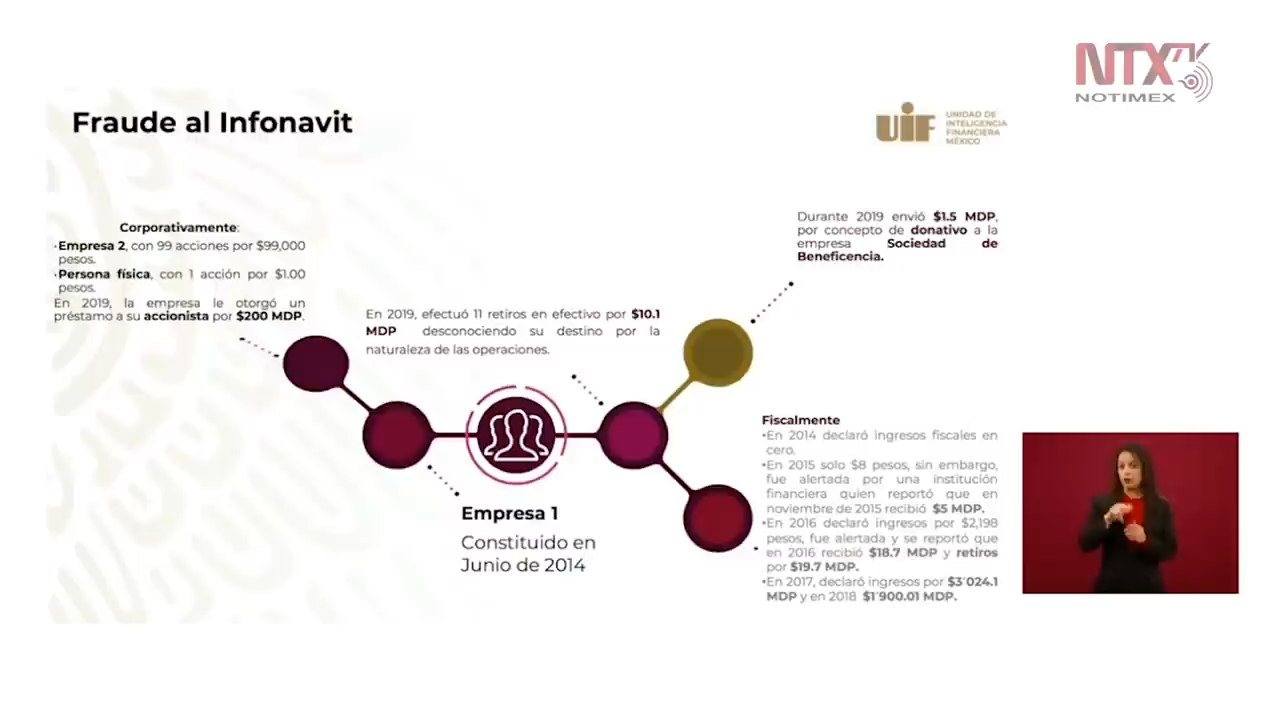 NTX
NOTIMEX
Fraude al Infonavit
UIF
UNIDAD DE
INTELIGENCIA
FINANCIERA
MÉXICO
Corporativamente:
•Empresa 2, con 99 acciones por $99,000
pesos.
•Persona física, con 1 acción por $1.00
pesos.
En 2019, la empresa le otorgó un
préstamo a su accionista por $200 MDP.
En 2019, efectuó 11 retiros en efectivo por $10.1
MDP desconociendo su destino por la
naturaleza de las operaciones.
Durante 2019 envió $1.5 MDP,
por concepto de donativo a la
empresa Sociedad de
Beneficencia.
Empresa 1
Constituido en
Junio de 2014
Fiscalmente
•En 2014 declaró ingresos fiscales en
cero.
•En 2015 solo $8 pesos, sin embargo,
fue alertada por una institución
financiera quien reportó que en
noviembre de 2015 recibió $5 MDP.
•En 2016 declaró ingresos por $2,198
pesos, fue alertada y se reportó que
en 2016 recibió $18.7 MDP y retiros
por $19.7 MDP.
•En 2017, declaró ingresos por $3'024.1
MDP y en 2018 $1'900.01 MDP.